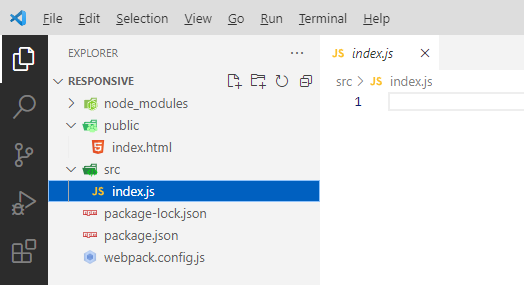 File Edit Selection View Go Run Terminal Help
EXPLORER
RESPONSIVE
node_modules
public
index.html
src
JS index.js
package-lock.json
package.json
webpack.config.js
JS index.js
src > JS index.js
1